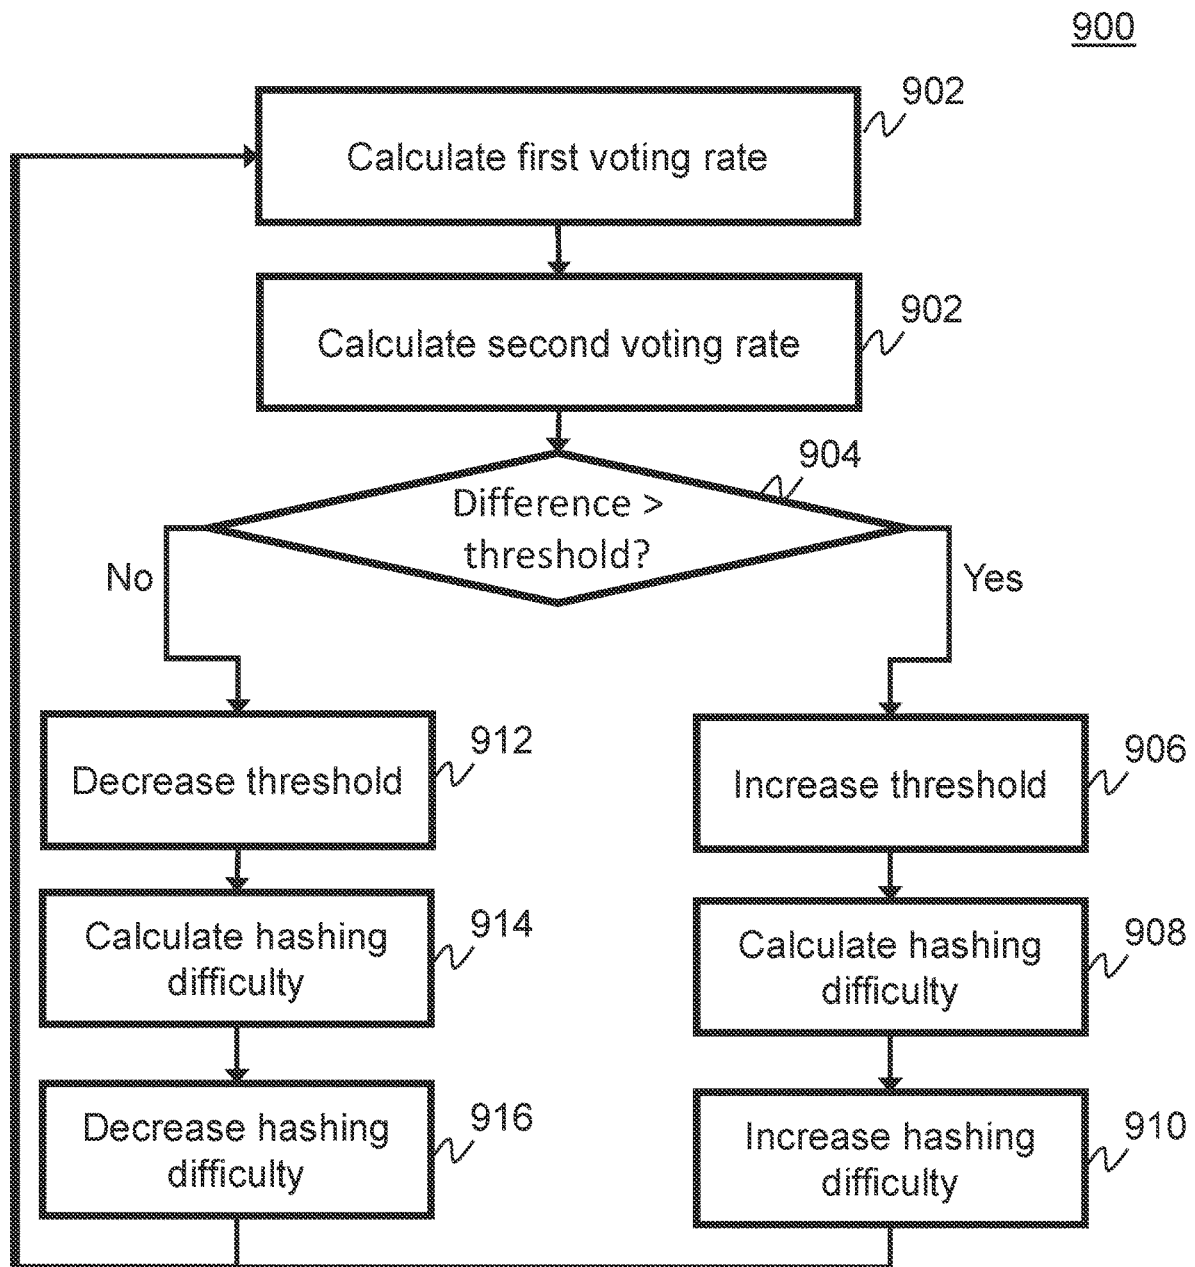 900
902
Calculate first voting rate
902
Calculate second voting rate
904
Difference >
threshold?
No
Yes
912
Decrease threshold
906
Increase threshold
914
Calculate hashing
difficulty
908
Calculate hashing
difficulty
916
Decrease hashing
difficulty
910
Increase hashing
difficulty